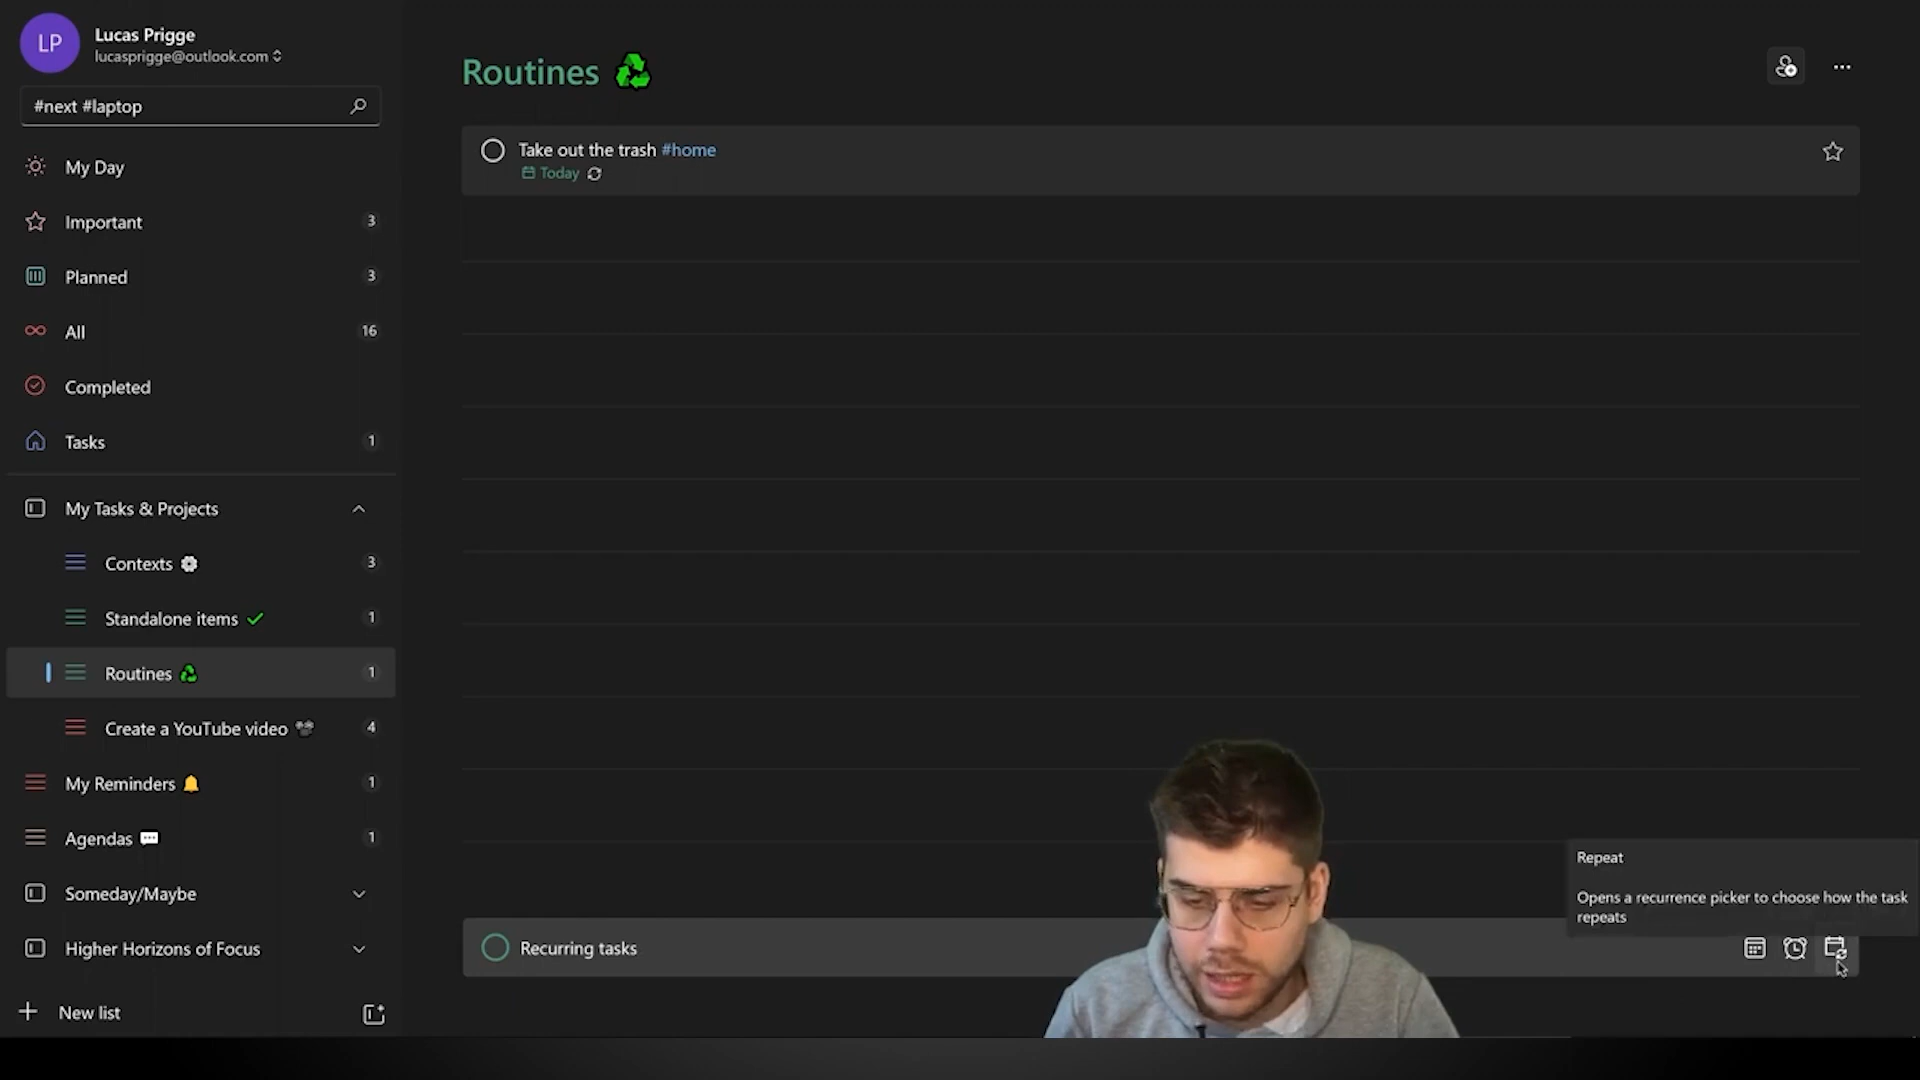 LP
Lucas Prigge
lucasprigge@outlook.com
#next #laptop
My Day
Important 3
Planned 3
All 16
Completed
Tasks 1
My Tasks & Projects
Contexts 3
Standalone items 1
Routines 1
Create a YouTube video 4
My Reminders 1
Agendas 1
Someday/Maybe
Higher Horizons of Focus
New list
Routines
Take out the trash #home
Today
Repeat
Opens a recurrence picker to choose how the task
repeats
Recurring tasks